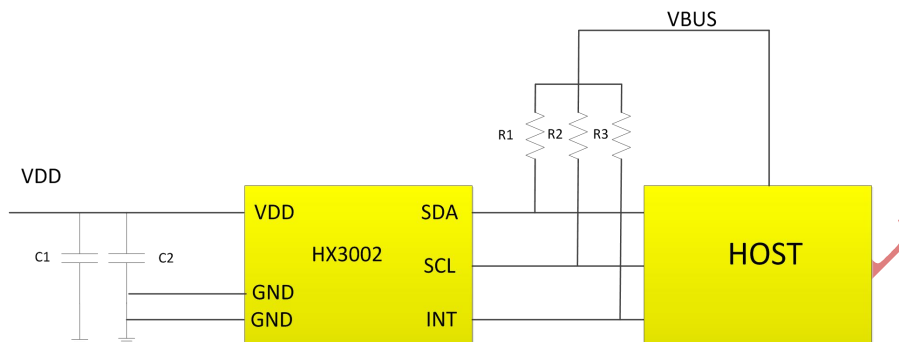 VBUS
R1 R2 R3
VDD
VDD SDA
C1 C2 HX3002 SCL HOST
GND
GND INT